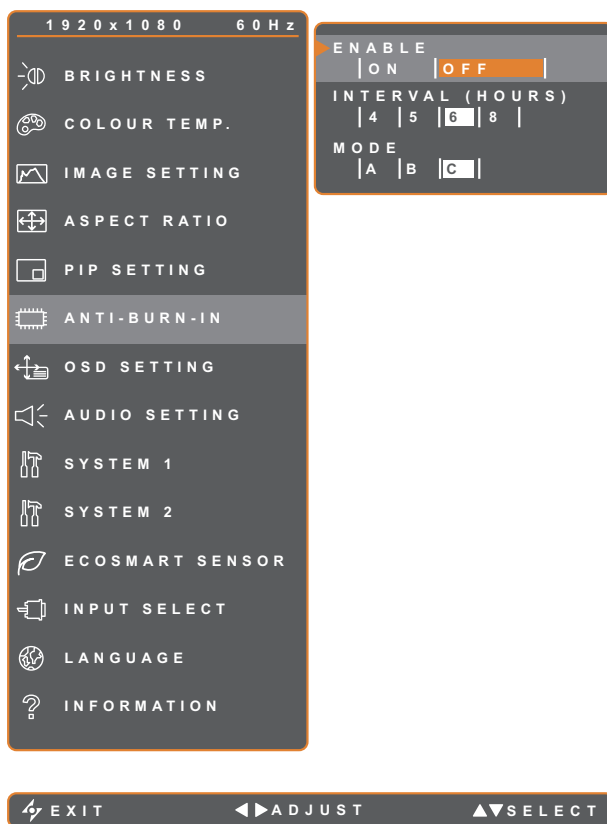 1920x1080 60Hz
BRIGHTNESS
COLOUR TEMP.
IMAGE SETTING
ASPECT RATIO
PIP SETTING
ANTI-BURN-IN
OSD SETTING
AUDIO SETTING
SYSTEM 1
SYSTEM 2
ECOSMART SENSOR
INPUT SELECT
LANGUAGE
INFORMATION
ENABLE
ON OFF
INTERVAL (HOURS)
4 5 6 8
MODE
A B C
EXIT ADJUST SELECT